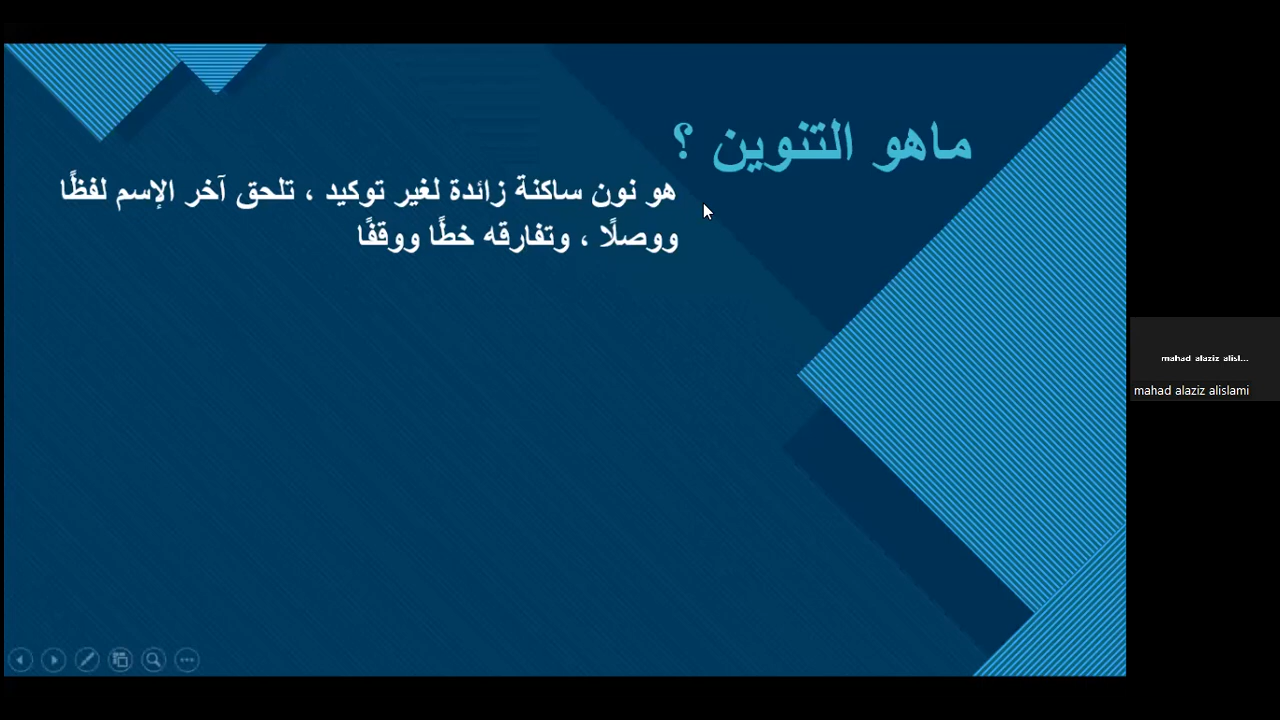 ماهو التنوين ؟
هو نون ساكنة زائدة لغير توكيد ، تلحق آخر الإسم لفظًا
ووصلًا ، وتفارقه خطًا ووقفًا
mahad alaziz alisl...
mahad alaziz alislami